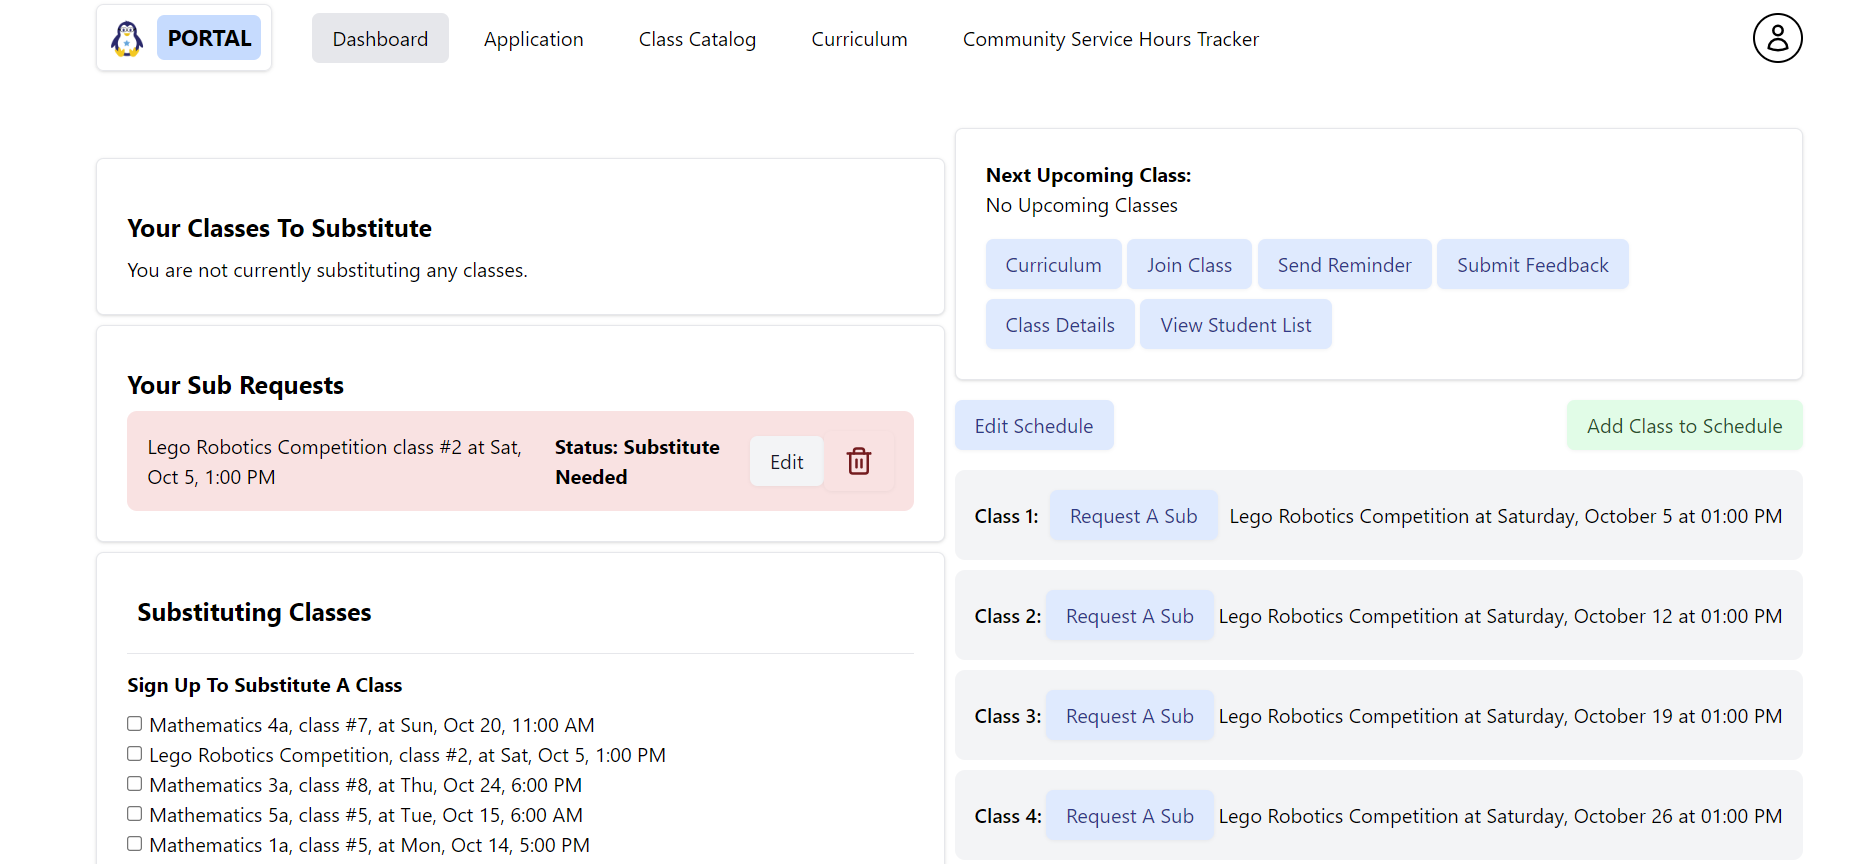 PORTAL
Dashboard
Application
Class Catalog
Curriculum
Community Service Hours Tracker
Your Classes To Substitute
You are not currently substituting any classes.
Your Sub Requests
Lego Robotics Competition class #2 at Sat,
Oct 5, 1:00 PM
Status: Substitute
Needed
Edit
Substituting Classes
Sign Up To Substitute A Class
Mathematics 4a, class #7, at Sun, Oct 20, 11:00 AM
Lego Robotics Competition, class #2, at Sat, Oct 5, 1:00 PM
Mathematics 3a, class #8, at Thu, Oct 24, 6:00 PM
Mathematics 5a, class #5, at Tue, Oct 15, 6:00 AM
Mathematics 1a, class #5, at Mon, Oct 14, 5:00 PM
Next Upcoming Class:
No Upcoming Classes
Curriculum
Join Class
Send Reminder
Submit Feedback
Class Details
View Student List
Edit Schedule
Add Class to Schedule
Class 1: Request A Sub Lego Robotics Competition at Saturday, October 5 at 01:00 PM
Class 2: Request A Sub Lego Robotics Competition at Saturday, October 12 at 01:00 PM
Class 3: Request A Sub Lego Robotics Competition at Saturday, October 19 at 01:00 PM
Class 4: Request A Sub Lego Robotics Competition at Saturday, October 26 at 01:00 PM